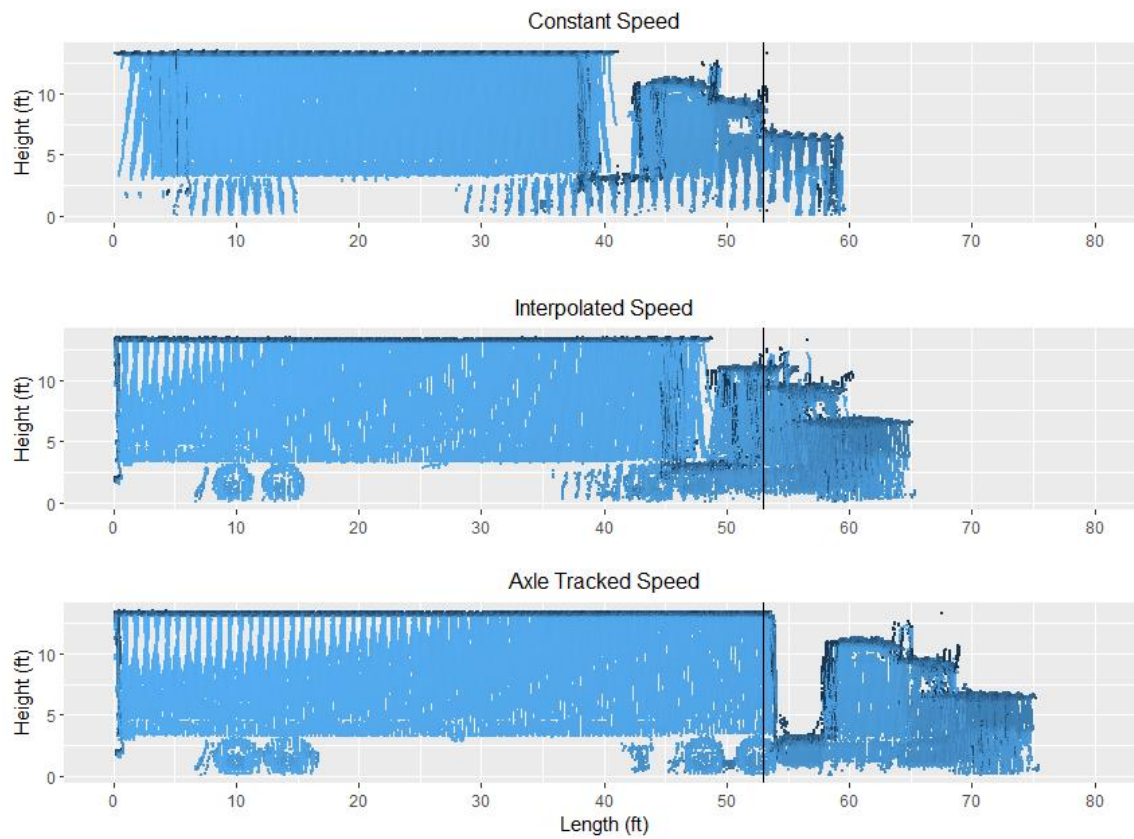 Constant Speed
Height (ft)
10
5
0
0 10 20 30 40 50 60 70 80
Interpolated Speed
Height (ft)
10
5
0
0 10 20 30 40 50 60 70 80
Axle Tracked Speed
Height (ft)
10
5
0
0 10 20 30 40 50 60 70 80
Length (ft)